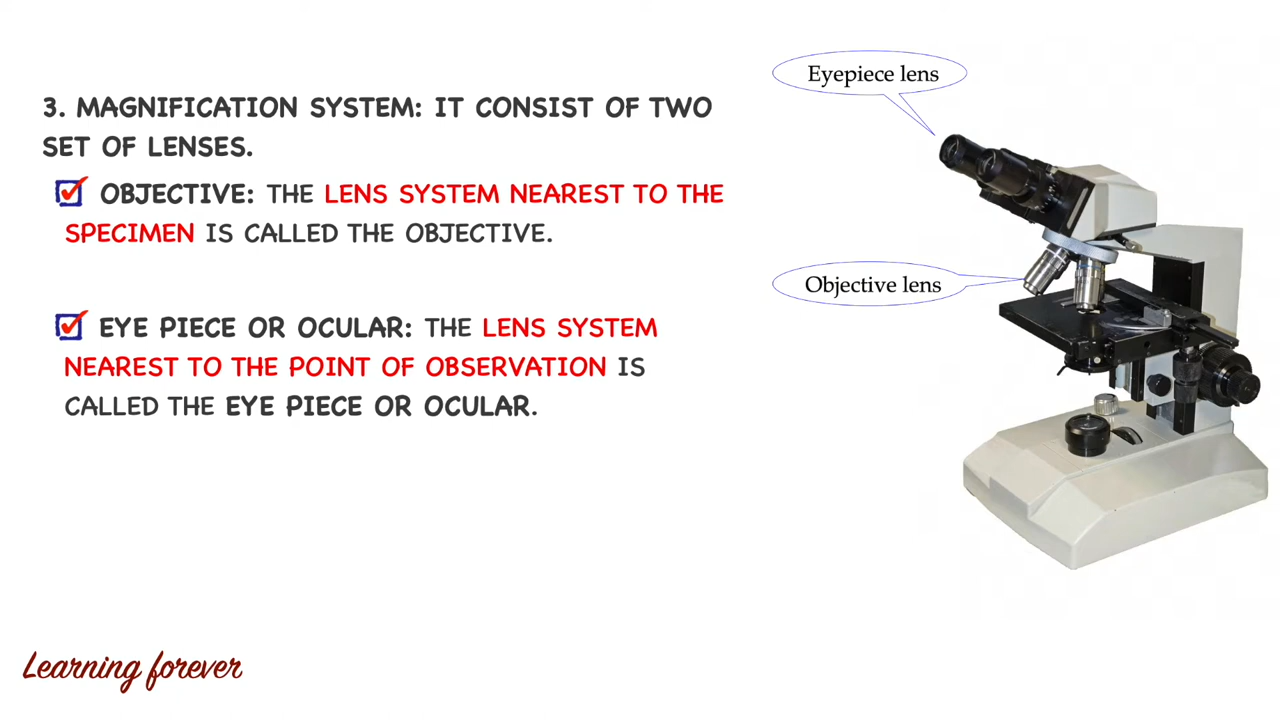 3. MAGNIFICATION SYSTEM: IT CONSIST OF TWO
SET OF LENSES.
OBJECTIVE: THE LENS SYSTEM NEAREST TO THE
SPECIMEN IS CALLED THE OBJECTIVE.
EYE PIECE OR OCULAR: THE LENS SYSTEM
NEAREST TO THE POINT OF OBSERVATION IS
CALLED THE EYE PIECE OR OCULAR.
Eyepiece lens
Objective lens
Learning forever